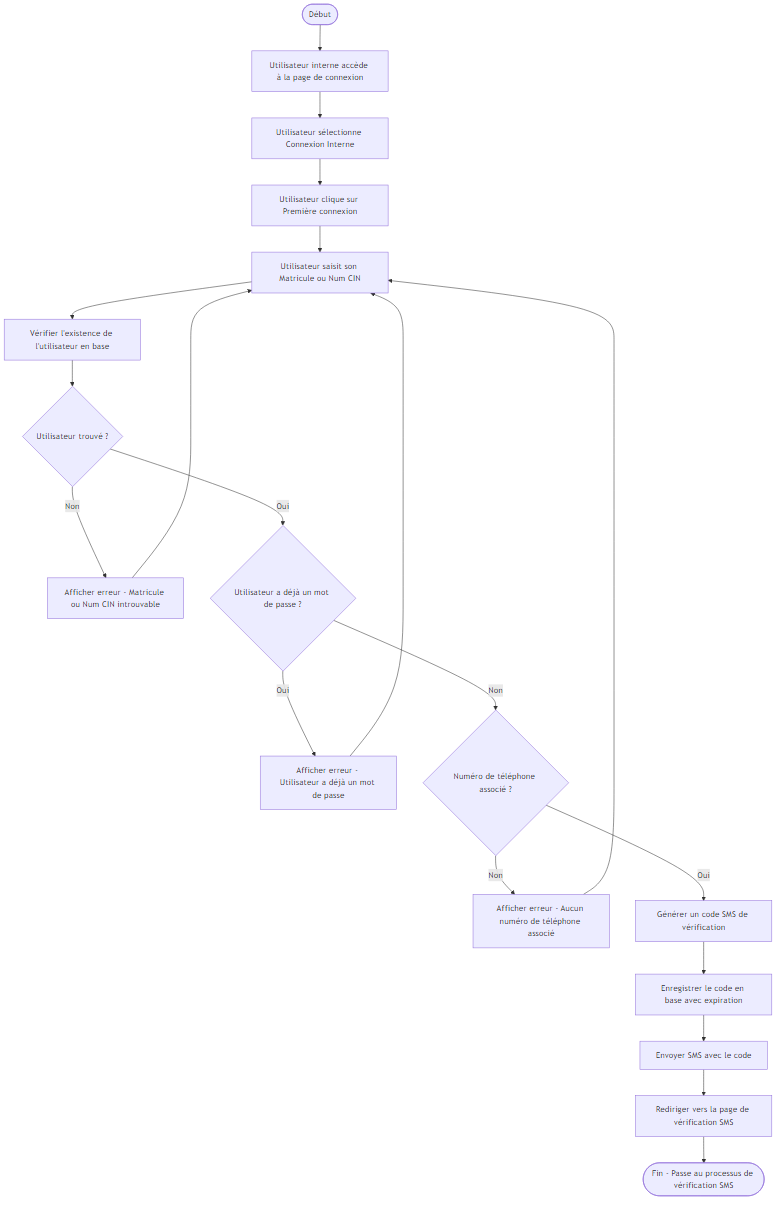 Début
Utilisateur interne accède
à la page de connexion
Utilisateur sélectionne
Connexion Interne
Utilisateur clique sur
Première connexion
Utilisateur saisit son
Matricule ou Num CIN
Vérifier l'existence de
l'utilisateur en base
Utilisateur trouvé ?
Non
Oui
Afficher erreur - Matricule
ou Num CIN introuvable
Utilisateur a déjà un mot
de passe ?
Oui
Non
Afficher erreur -
Utilisateur a déjà un mot
de passe
Numéro de téléphone
associé ?
Non
Oui
Afficher erreur - Aucun
numéro de téléphone
associé
Générer un code SMS de
vérification
Enregistrer le code en
base avec expiration
Envoyer SMS avec le code
Rediriger vers la page de
vérification SMS
Fin - Passe au processus de
vérification SMS